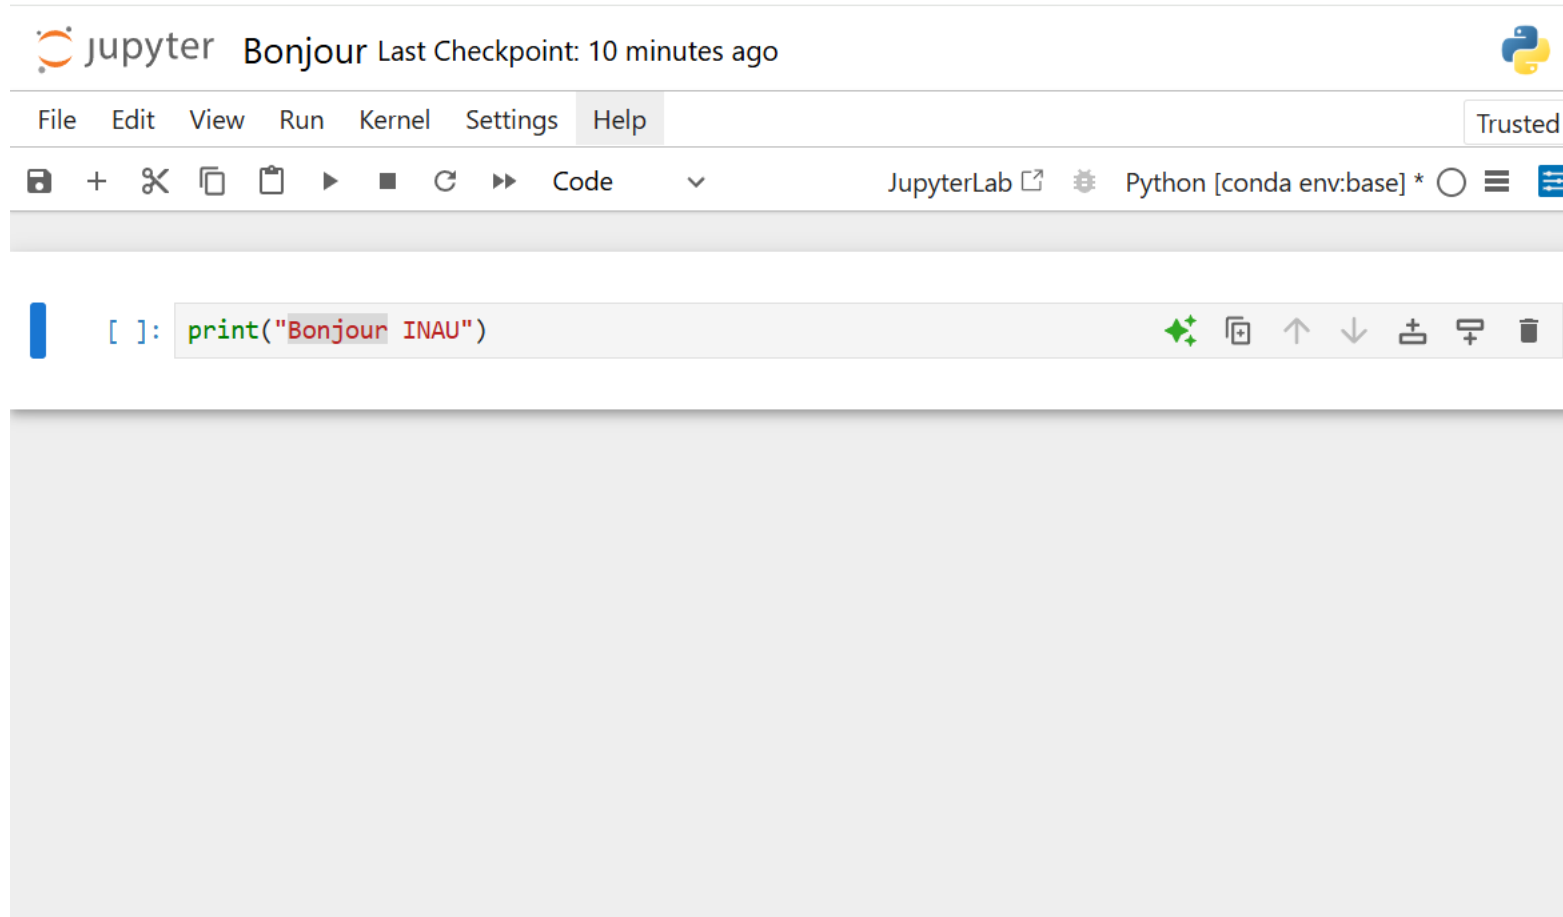 jupyter Bonjour Last Checkpoint: 10 minutes ago
File Edit View Run Kernel Settings Help Trusted
Code JupyterLab Python [conda env:base] *
[ ]: print("Bonjour INAU")